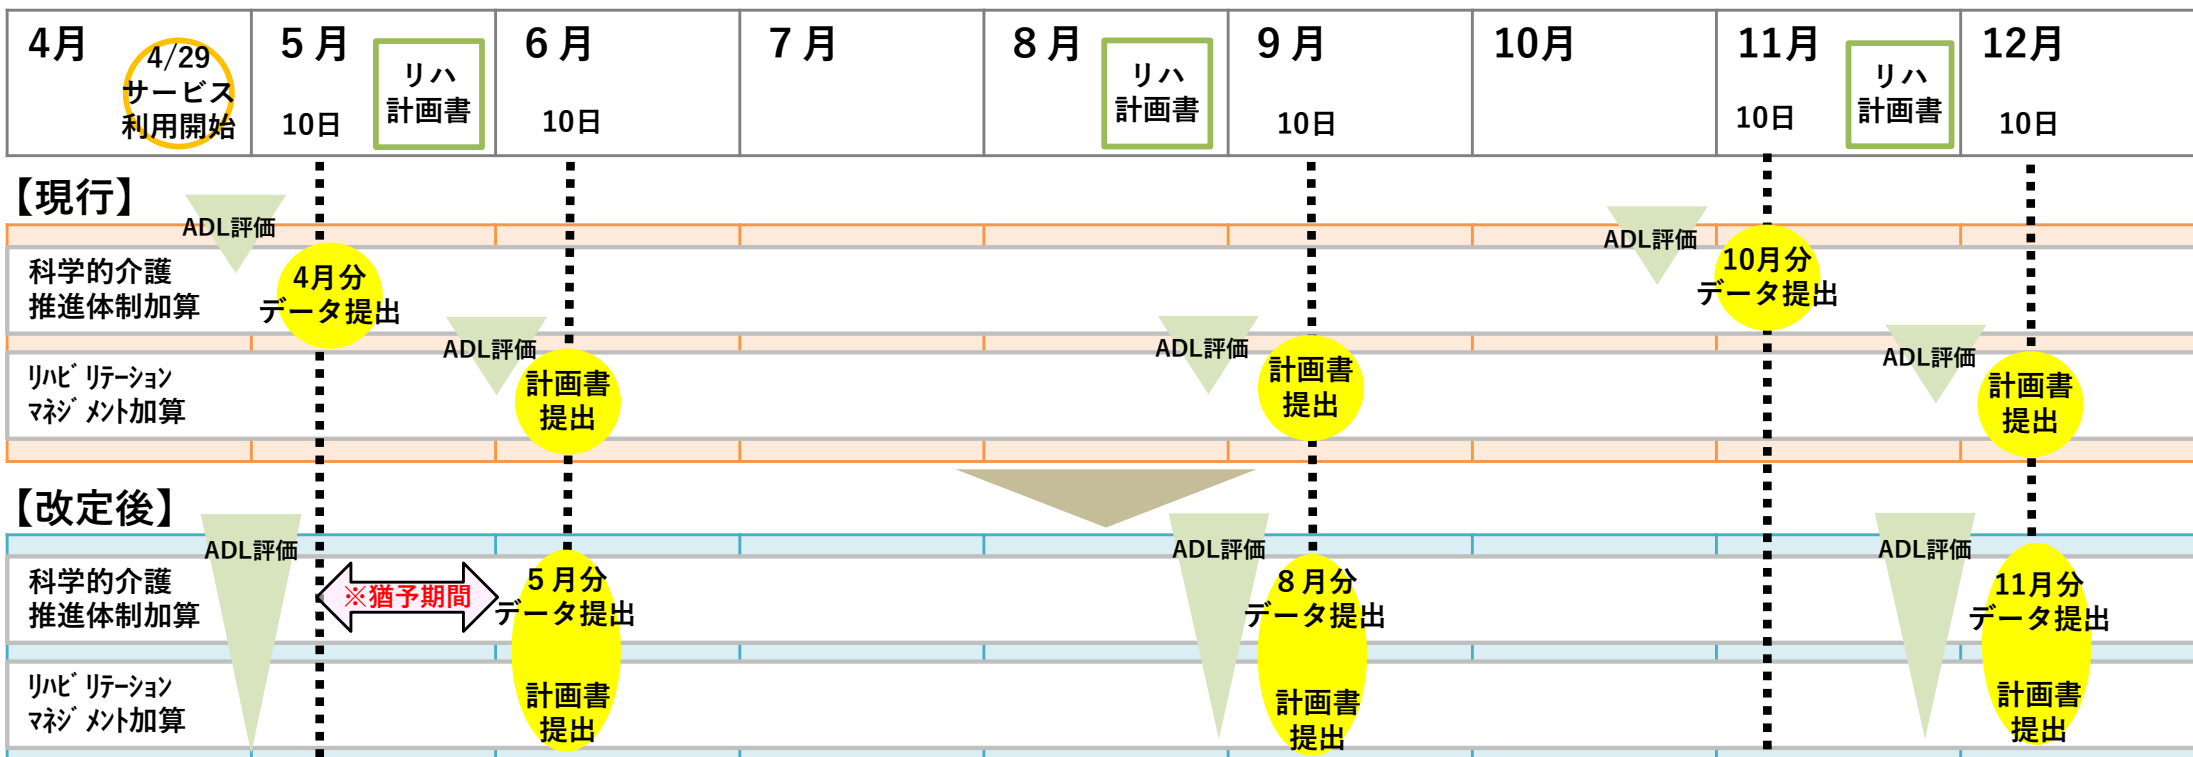 4月
4/29
サービス
利用開始
5月
10日
リハ
計画書
6月
10日
7月
8月
リハ
計画書
9月
10日
10月
11月
10日
リハ
計画書
12月
10日
【現行】
ADL評価
ADL評価
科学的介護
推進体制加算
4月分
データ提出
10月分
データ提出
ADL評価
ADL評価
ADL評価
ﾘﾊﾋﾞﾘﾃｰｼｮﾝ
ﾏﾈｼﾞﾒﾝﾄ加算
計画書
提出
計画書
提出
計画書
提出
【改定後】
ADL評価
ADL評価
ADL評価
科学的介護
推進体制加算
※猶予期間
5月分
データ提出
8月分
データ提出
11月分
データ提出
ﾘﾊﾋﾞﾘﾃｰｼｮﾝ
ﾏﾈｼﾞﾒﾝﾄ加算
計画書
提出
計画書
提出
計画書
提出